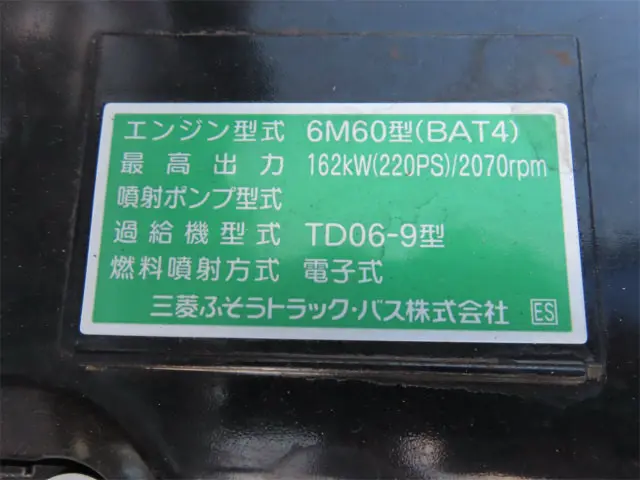 エンジン型式 6M60型(BAT4)
最高出力 162kW(220PS)/2070rpm
噴射ポンプ型式
過給機型式 TD06-9型
燃料噴射方式 電子式
三菱ふそうトラック・バス株式会社 ES